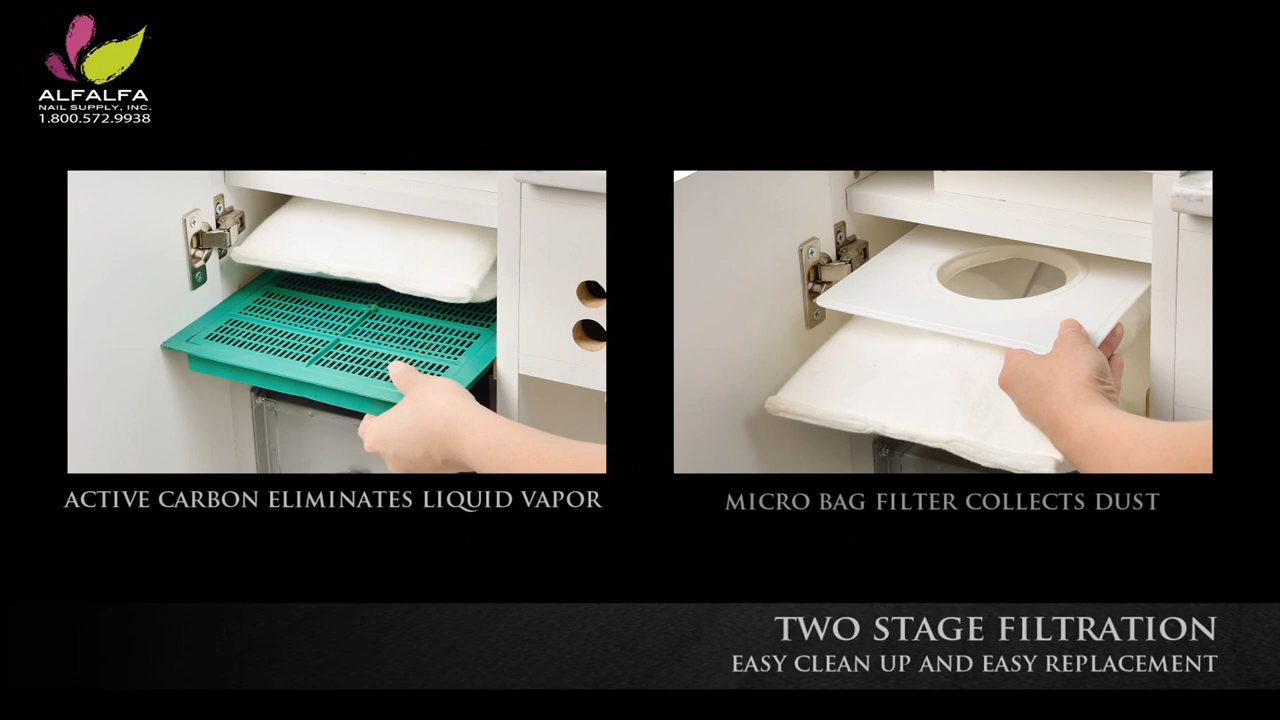 ALFALFA
NAIL SUPPLY, INC.
1.800.572.9938
ACTIVE CARBON ELIMINATES LIQUID VAPOR
MICRO BAG FILTER COLLECTS DUST
TWO STAGE FILTRATION
EASY CLEAN UP AND EASY REPLACEMENT